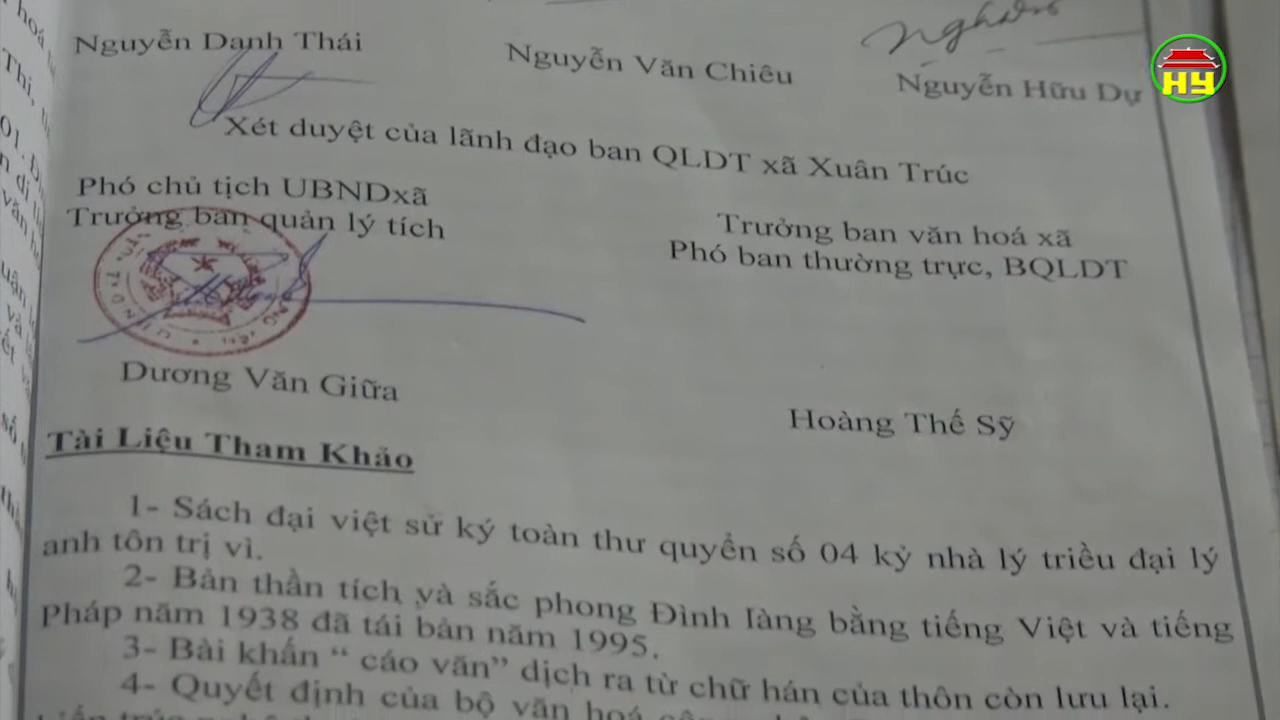 Nguyễn Danh Thái
Nguyễn Văn Chiêu
Nguyễn Hữu Dự
HY
Xét duyệt của lãnh đạo ban QLDT xã Xuân Trúc
Phó chủ tịch UBNDxã
Trưởng ban quản lý tích
Trưởng ban văn hoá xã
Phó ban thường trực, BQLDT
Dương Văn Giữa
Hoàng Thế Sỹ
Tài Liệu Tham Khảo
1- Sách đại việt sử ký toàn thư quyển số 04 kỷ nhà lý triều đại lý
anh tôn trị vì.
2- Bản thần tích và sắc phong Đình làng bằng tiếng Việt và tiếng
Pháp năm 1938 đã tái bản năm 1995.
3- Bài khấn “ cáo văn” dịch ra từ chữ hán của thôn còn lưu lại.
4- Quyết định của bộ văn hoá